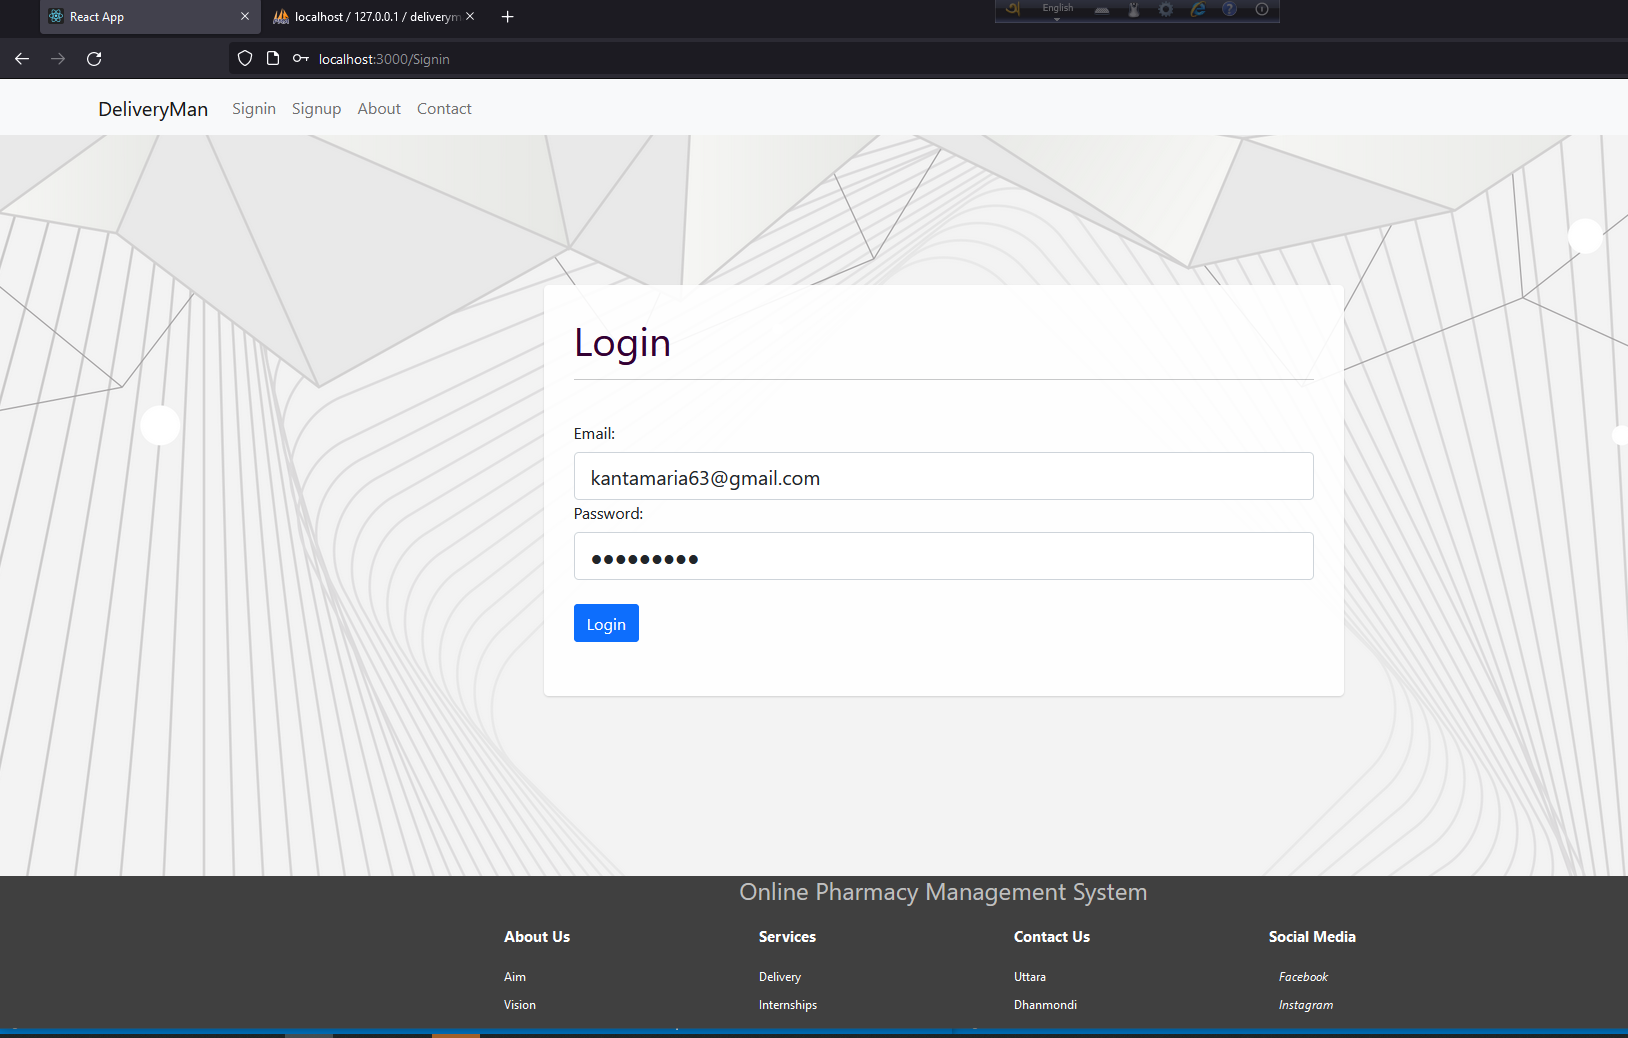 React App
localhost / 127.0.0.1 / deliverym
English
localhost:3000/Signin
DeliveryMan Signin Signup About Contact
Login
Email:
kantamaria63@gmail.com
Password:
Login
Online Pharmacy Management System
About Us Services Contact Us Social Media
Aim Delivery Uttara Facebook
Vision Internships Dhanmondi Instagram